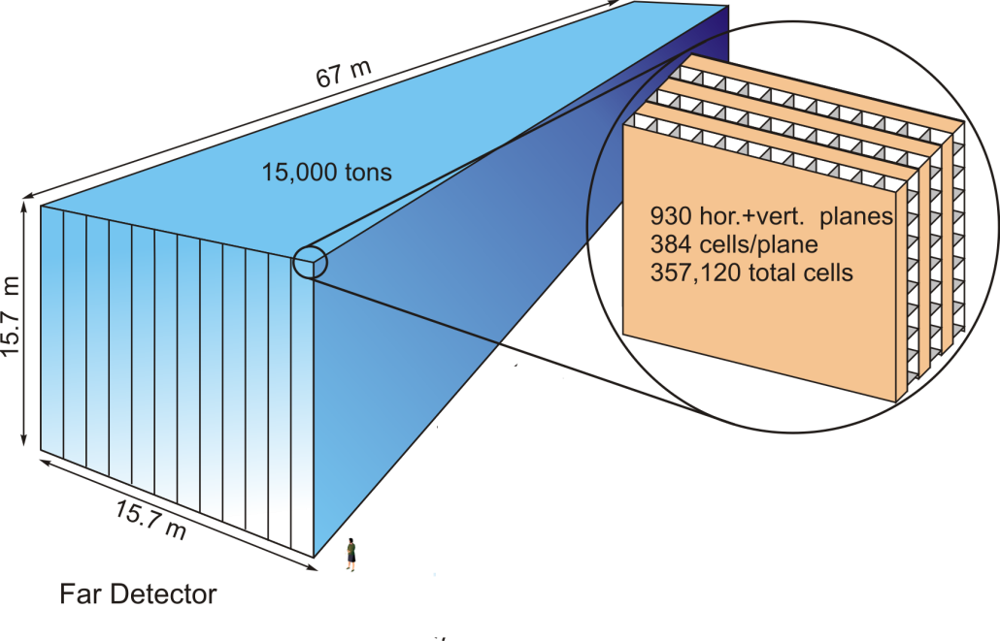 67 m
15,000 tons
930 hor.+vert. planes
384 cells/plane
357,120 total cells
15.7 m
15.7 m
Far Detector